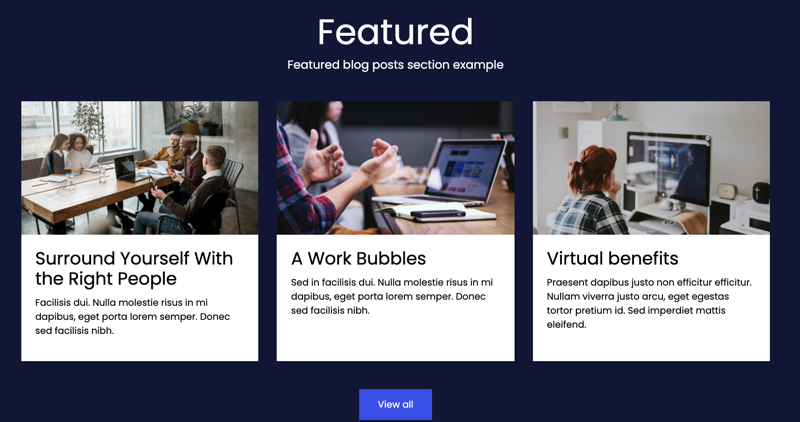 Featured
Featured blog posts section example
Surround Yourself With
the Right People
Facilisis dui. Nulla molestie risus in mi
dapibus, eget porta lorem semper. Donec
sed facilisis nibh.
A Work Bubbles
Sed in facilisis dui. Nulla molestie risus in mi
dapibus, eget porta lorem semper. Donec
sed facilisis nibh.
Virtual benefits
Praesent dapibus justo non efficitur efficitur.
Nullam viverra justo arcu, eget egestas
tortor pretium id. Sed imperdiet mattis
eleifend.
View all